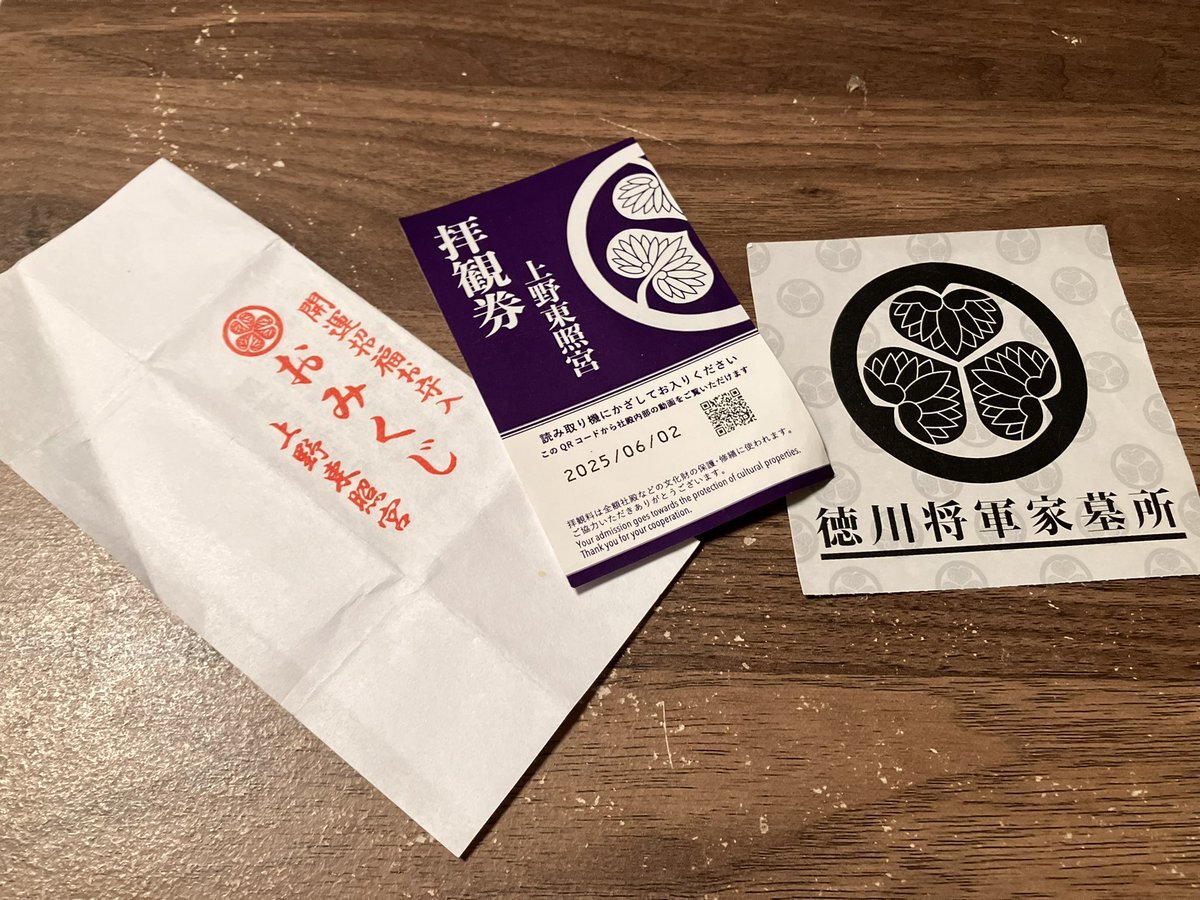 開運招福お守入
おみくじ
上野東照宮
拝観券
上野東照宮
読み取り機にかざしてお入りください
このQRコードから社殿内部の動画をご覧いただけます
2025/06/02
拝観料は全額社殿などの文化財の保護・修繕に使われます。
ご協力いただきありがとうございます。
Your admission goes towards the protection of cultural properties.
Thank you for your cooperation.
徳川将軍家墓所